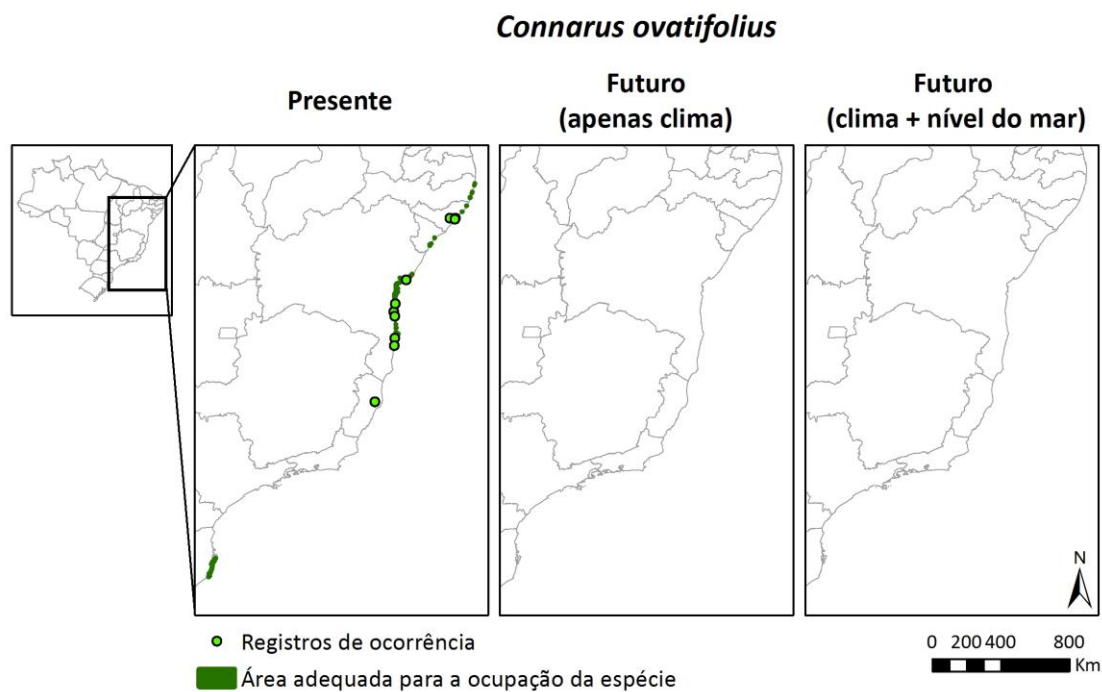 Connarus ovatifolius
Presente
Futuro
(apenas clima)
Futuro
(clima + nível do mar)
Registros de ocorrência
Área adequada para a ocupação da espécie
N
0 200 400 800
Km